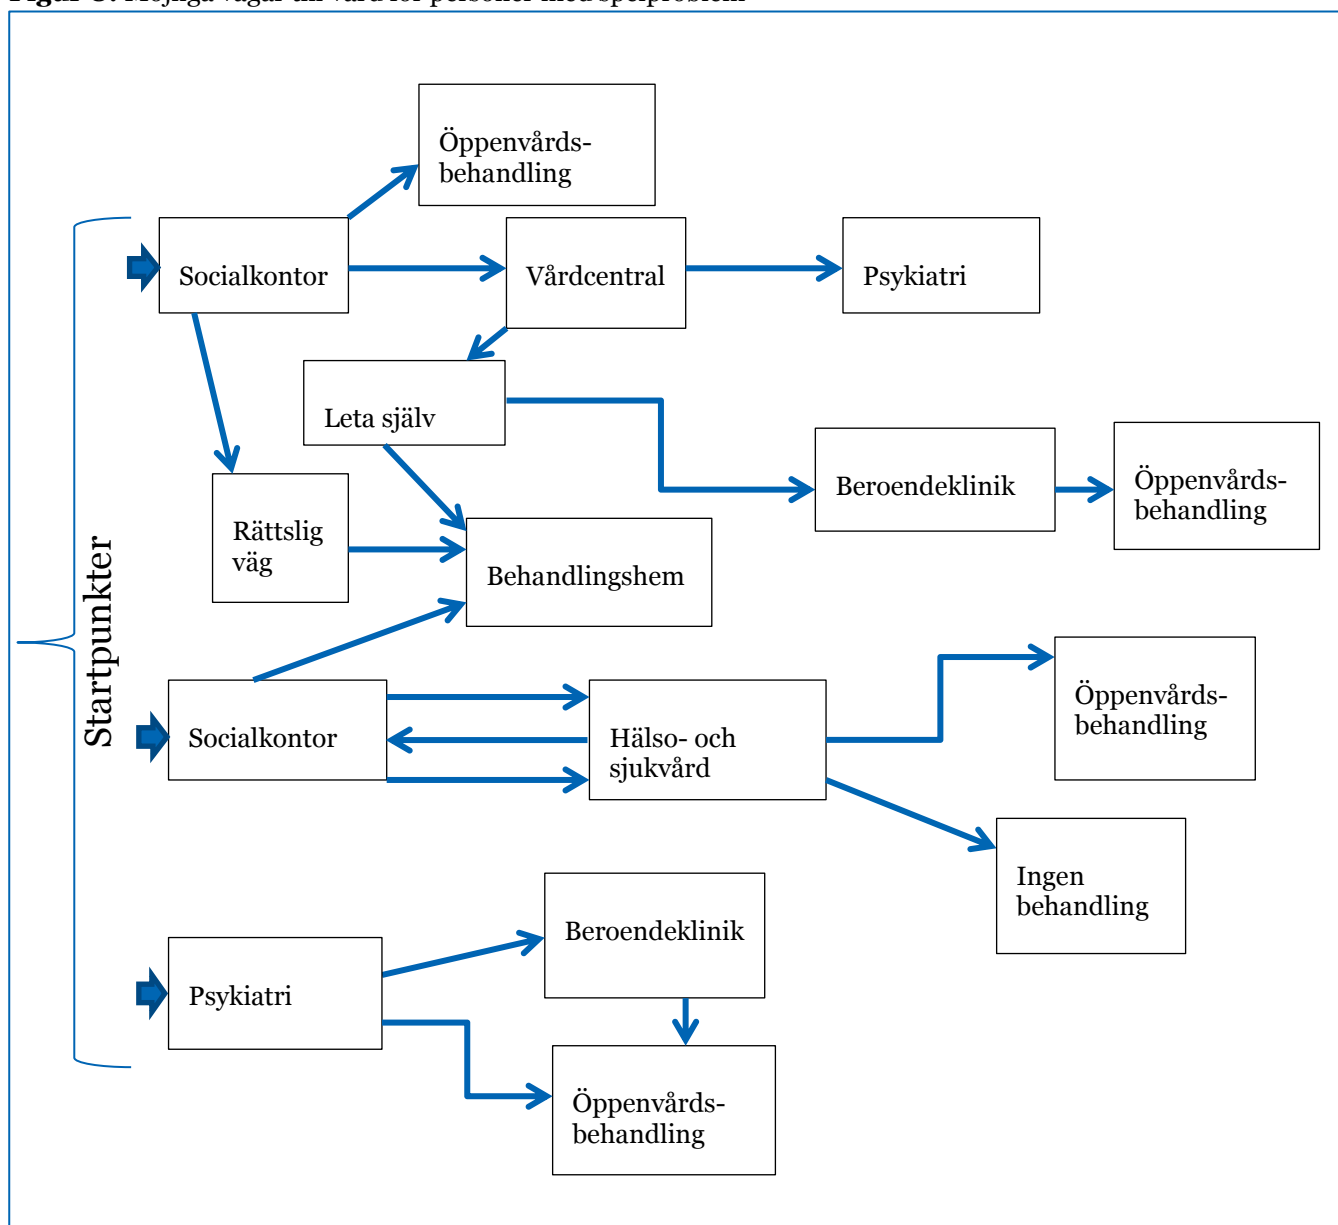 Öppenvårds-
behandling
Socialkontor
Vårdcentral
Psykiatri
Leta själv
Beroendeklinik
Öppenvårds-
behandling
Rättslig
väg
Behandlingshem
Startpunkter
Socialkontor
Hälso- och
sjukvård
Öppenvårds-
behandling
Ingen
behandling
Beroendeklinik
Psykiatri
Öppenvårds-
behandling